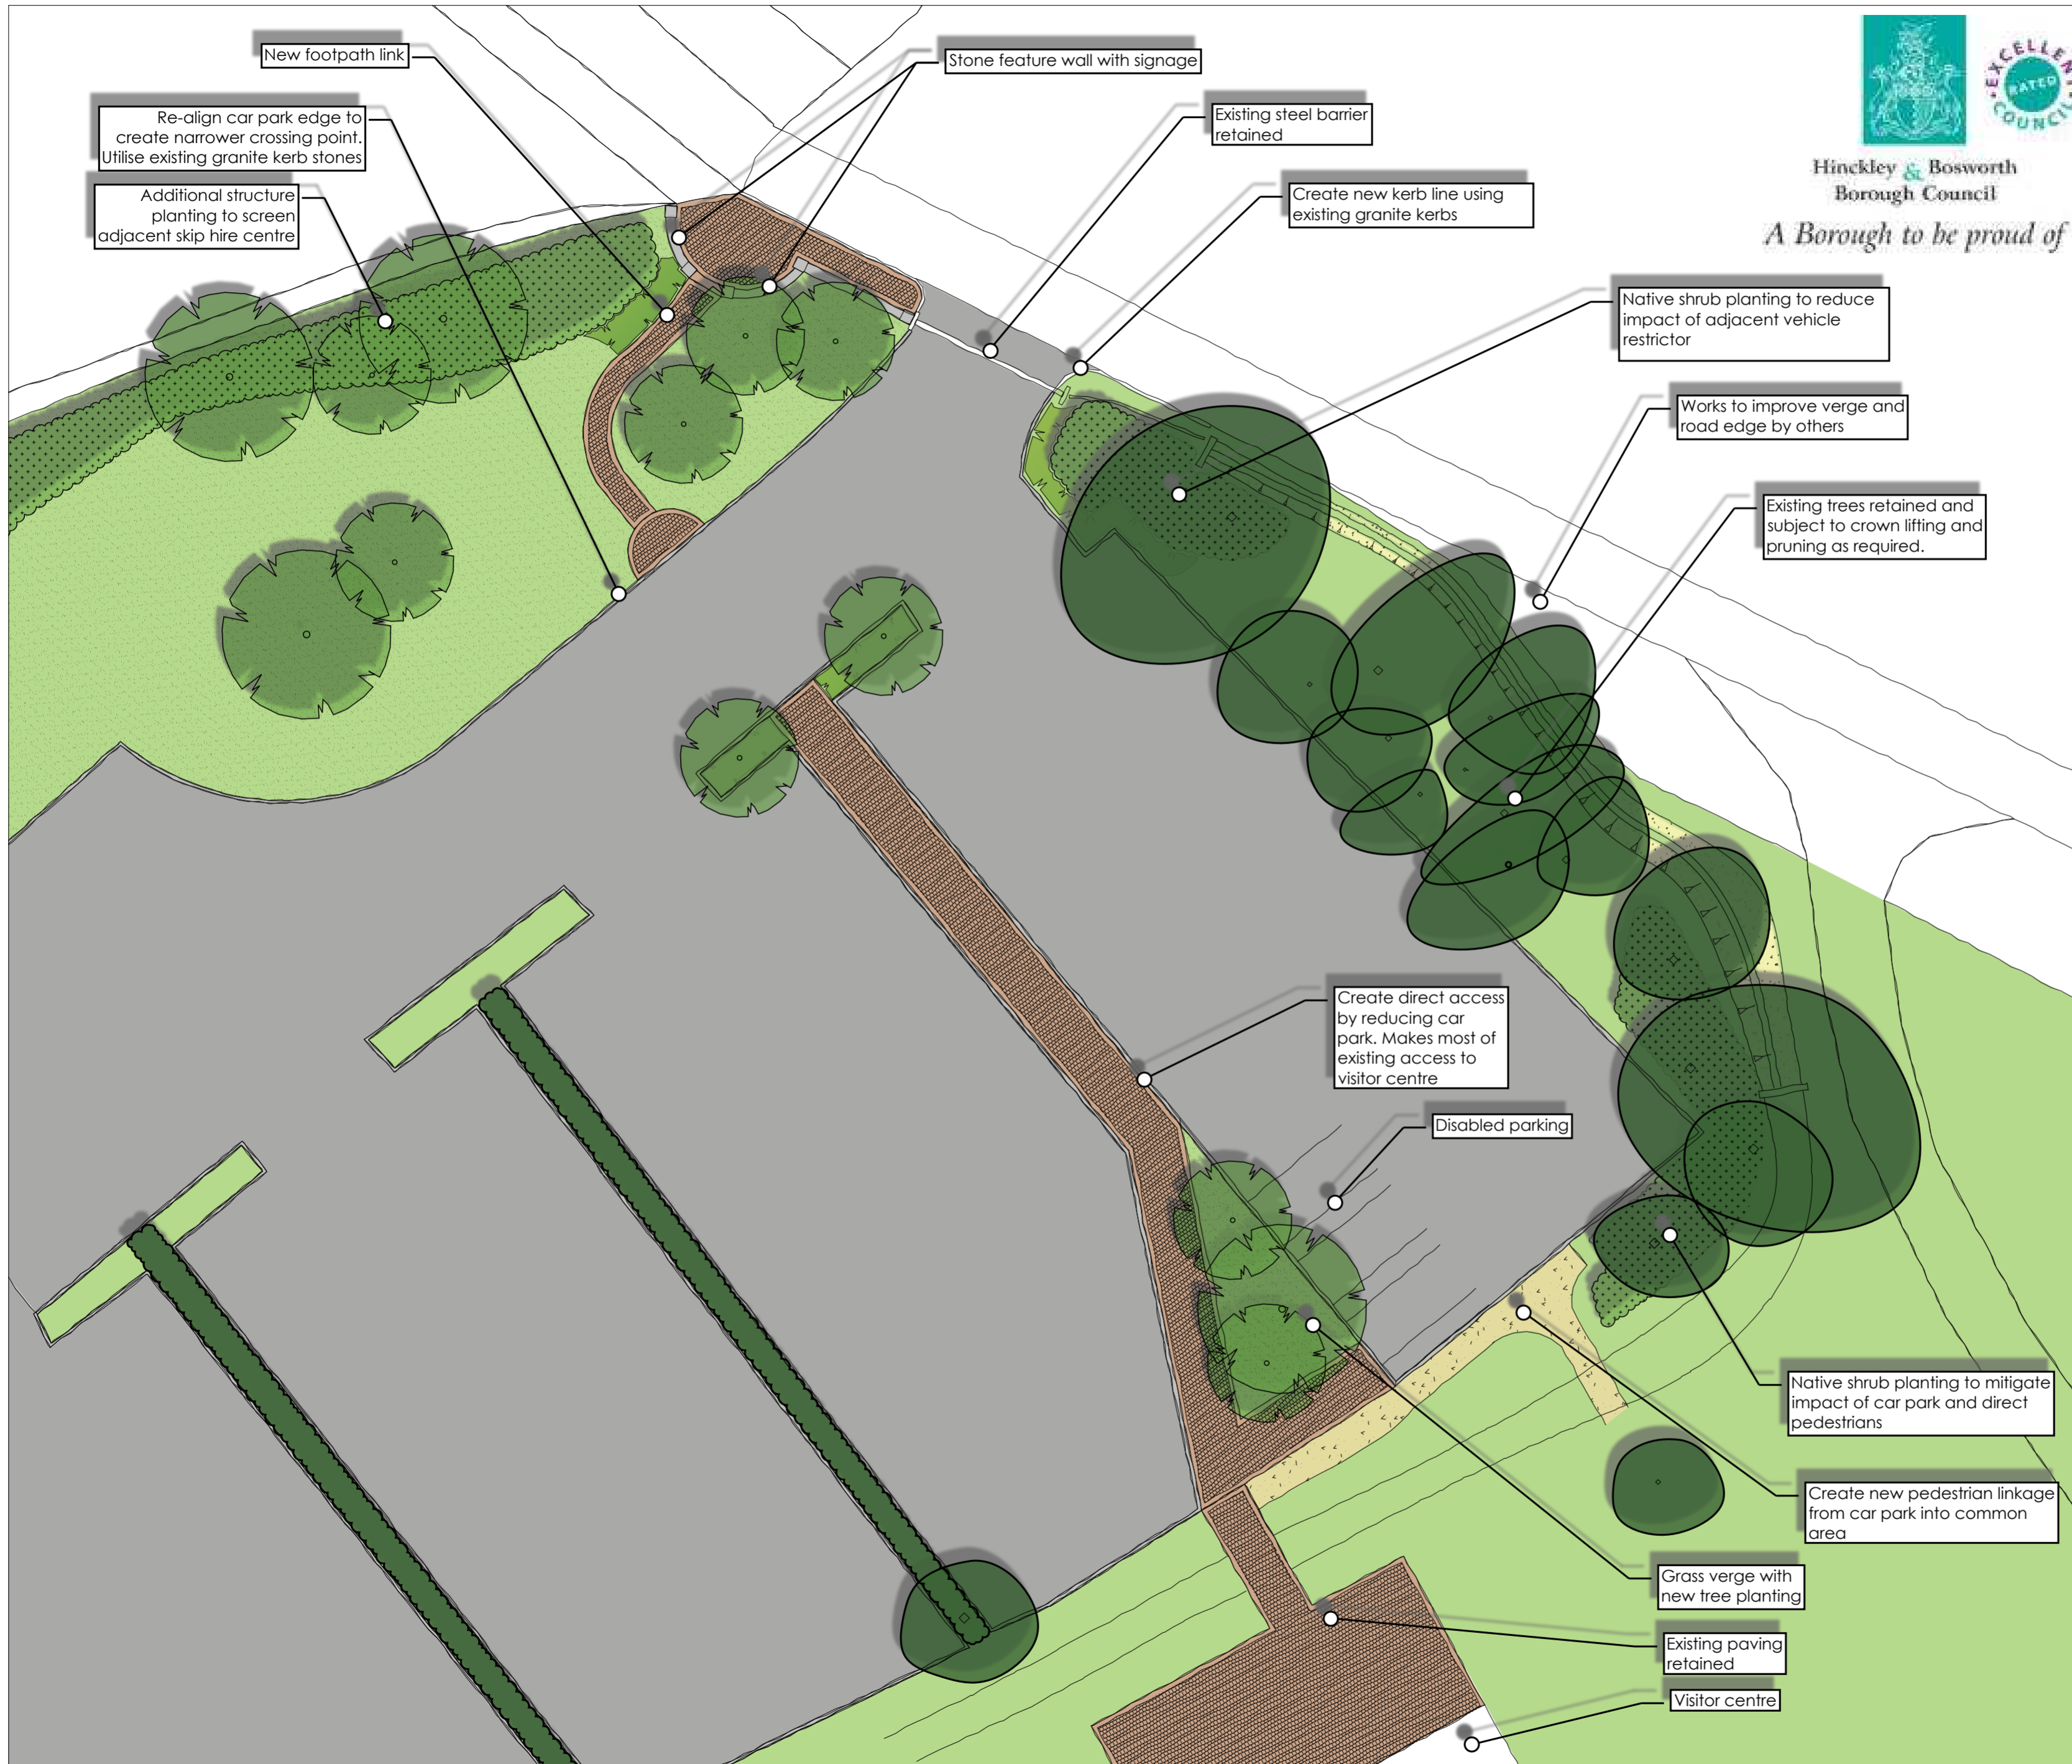 New footpath link
Stone feature wall with signage
Re-align car park edge to
create narrower crossing point.
Utilise existing granite kerb stones
Existing steel barrier
retained
Additional structure
planting to screen
adjacent skip hire centre
Create new kerb line using
existing granite kerbs
EXCELLEN
RATED
COUNCIL
Hinckley & Bosworth
Borough Council
A Borough to be proud of
Native shrub planting to reduce
impact of adjacent vehicle
restrictor
Works to improve verge and
road edge by others
Existing trees retained and
subject to crown lifting and
pruning as required.
Create direct access
by reducing car
park. Makes most of
existing access to
visitor centre
Disabled parking
Native shrub planting to mitigate
impact of car park and direct
pedestrians
Create new pedestrian linkage
from car park into common
area
Grass verge with
new tree planting
Existing paving
retained
Visitor centre